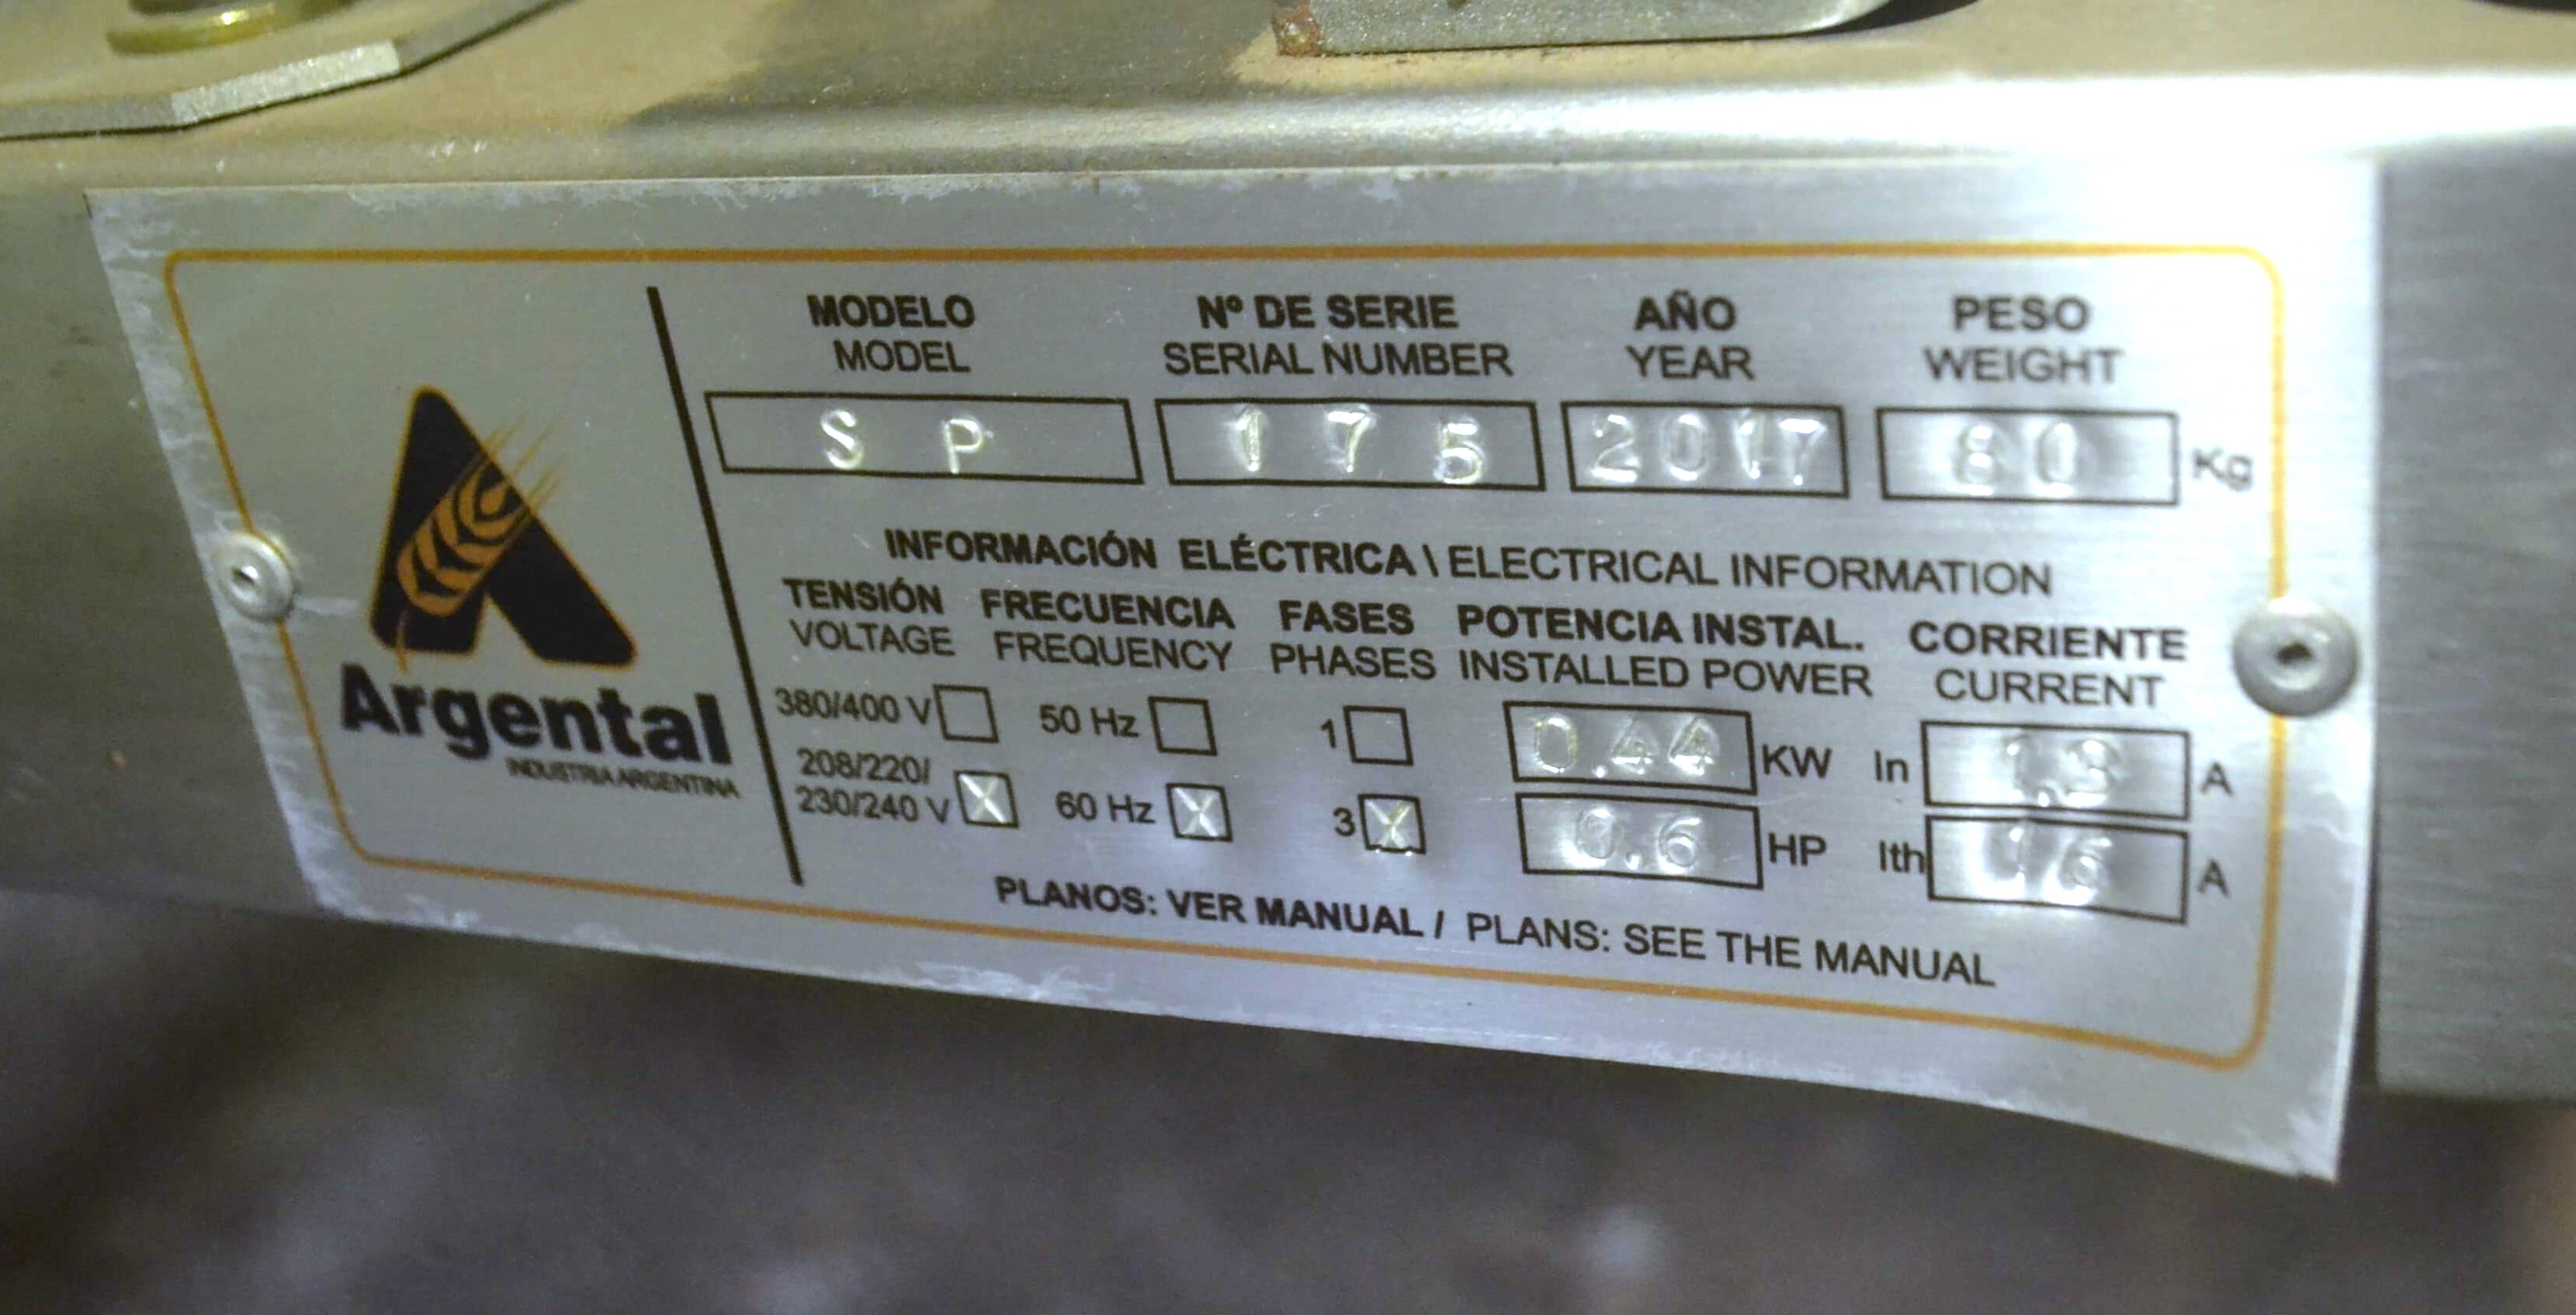 MODELO Nº DE SERIE AÑO PESO
MODEL SERIAL NUMBER YEAR WEIGHT
S P 1 7 5 2017 Kg
INFORMACIÓN ELÉCTRICA \ ELECTRICAL INFORMATION
TENSIÓN FRECUENCIA FASES POTENCIA INSTAL. CORRIENTE
VOLTAGE FREQUENCY PHASES INSTALLED POWER CURRENT
380/400 V 50 Hz 1 0.44 KW In 1.3 A
208/220/
230/240 V X 60 Hz X 3 X 0.6 HP Ith A
PLANOS: VER MANUAL / PLANS: SEE THE MANUAL
Argental
INDUSTRIA ARGENTINA